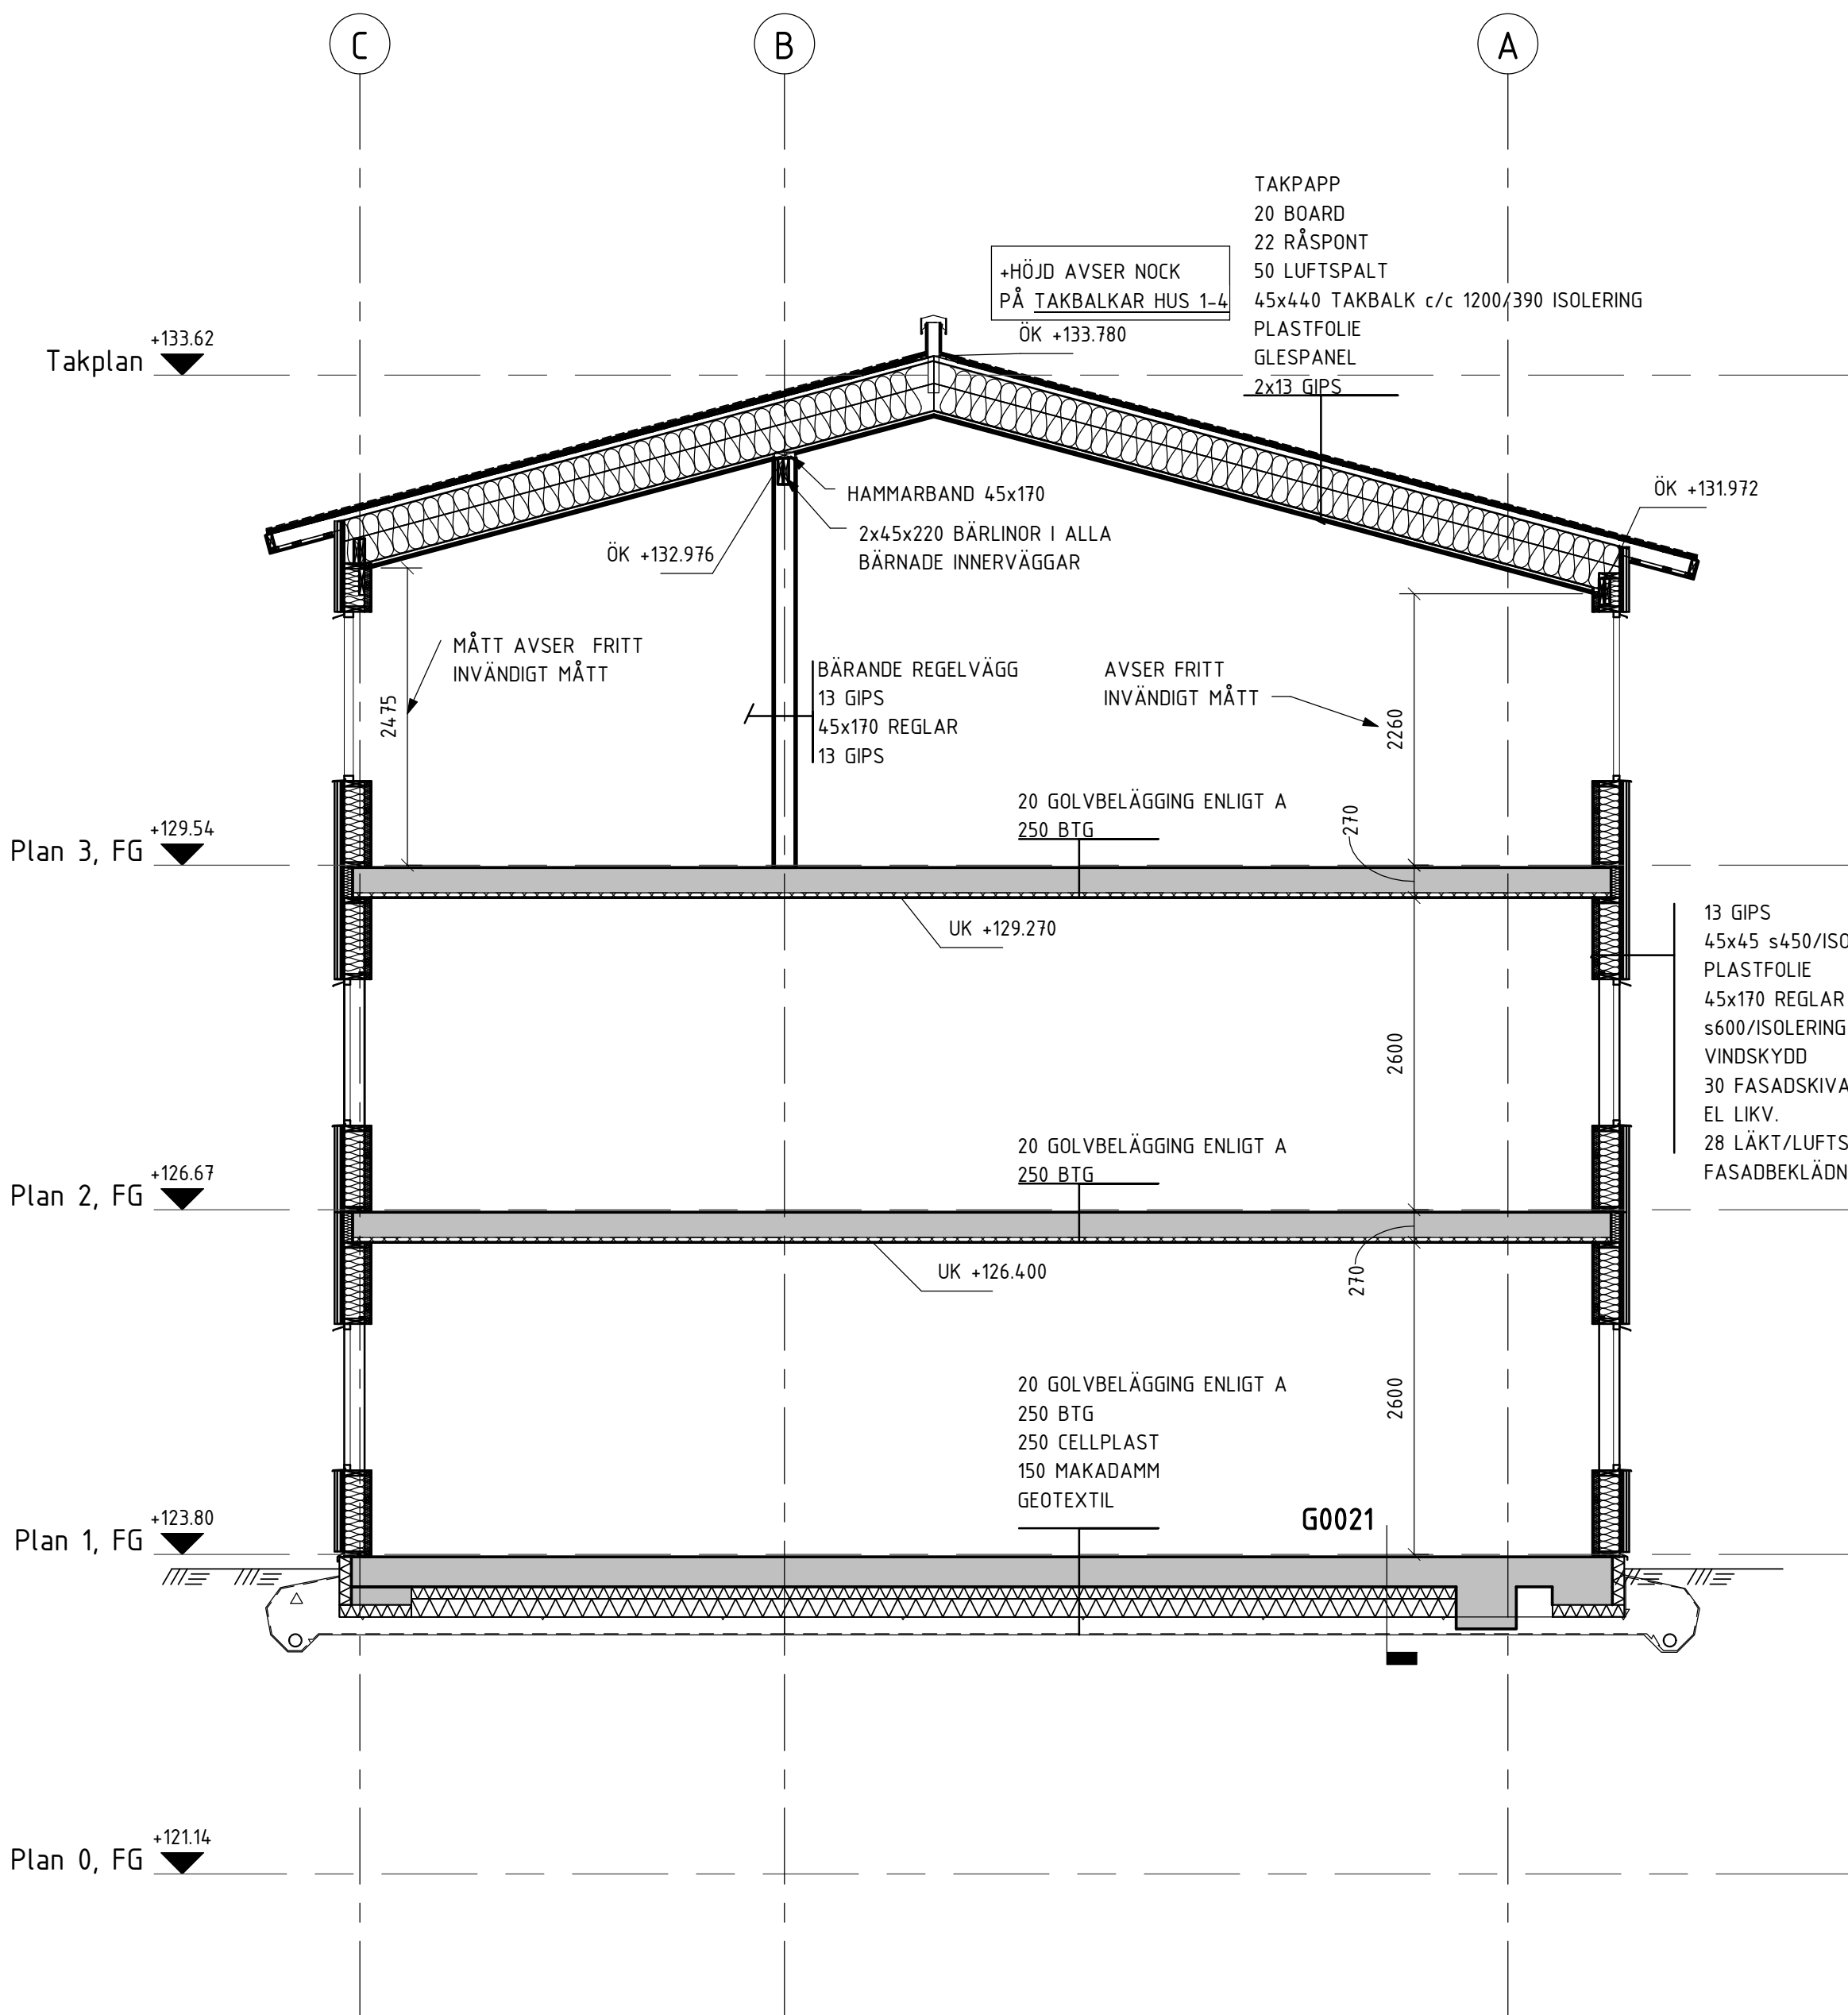 C
B
A
TAKPAPP
20 BOARD
22 RÅSPONT
50 LUFTSPALT
45x440 TAKBALK c/c 1200/390 ISOLERING
PLASTFOLIE
GLESPANEL
2x13 GIPS
+HÖJD AVSER NOCK
PÅ TAKBALKAR HUS 1-4
ÖK +133.780
Takplan
+133.62
ÖK +131.972
HAMMARBAND 45x170
2x45x220 BÄRLINOR I ALLA
BÄRNADE INNERVÄGGAR
ÖK +132.976
MÅTT AVSER FRITT
INVÄNDIGT MÅTT
2475
BÄRANDE REGELVÄGG
13 GIPS
45x170 REGLAR
13 GIPS
AVSER FRITT
INVÄNDIGT MÅTT
2260
20 GOLVBELÄGGING ENLIGT A
250 BTG
270
Plan 3, FG
+129.54
UK +129.270
13 GIPS
45x45 s450/ISO
PLASTFOLIE
45x170 REGLAR
s600/ISOLERING
VINDSKYDD
30 FASADSKIVA
EL LIKV.
28 LÄKT/LUFTS
FASADBEKLÄDN
2600
20 GOLVBELÄGGING ENLIGT A
250 BTG
Plan 2, FG
+126.67
UK +126.400
270
2600
20 GOLVBELÄGGING ENLIGT A
250 BTG
250 CELLPLAST
150 MAKADAMM
GEOTEXTIL
G0021
Plan 1, FG
+123.80
Plan 0, FG
+121.14